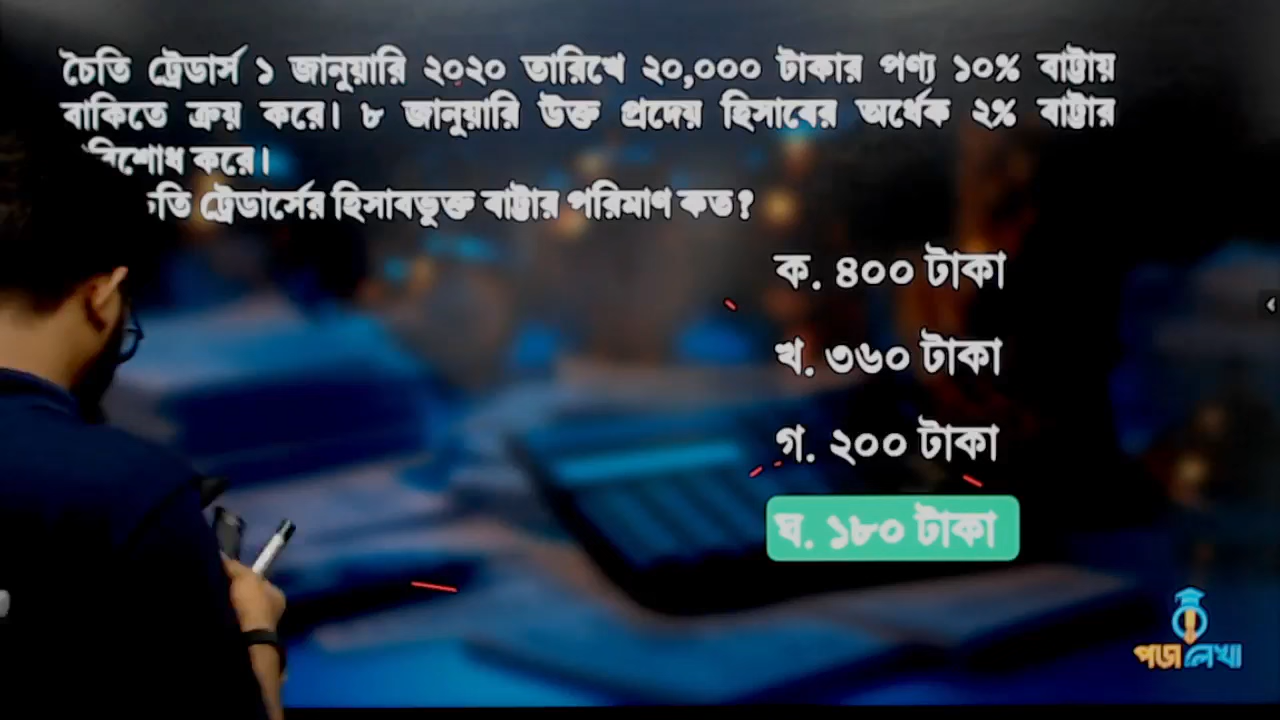 চৈতি ট্রেডার্স ১ জানুয়ারি ২০২০ তারিখে ২০,০০০ টাকার পণ্য ১০% বাট্টায়
বাকিতে ক্রয় করে। ৮ জানুয়ারি উক্ত প্রদেয় হিসাবের অর্ধেক ২% বাট্টার
করে।
ট্রেডার্সের হিসাবভুক্ত বাট্টার পরিমাণ কত?
ক. ৪০০ টাকা
খ. ৩৬০ টাকা
গ. ২০০ টাকা
ঘ. ১৮০ টাকা
পড়ালেখা